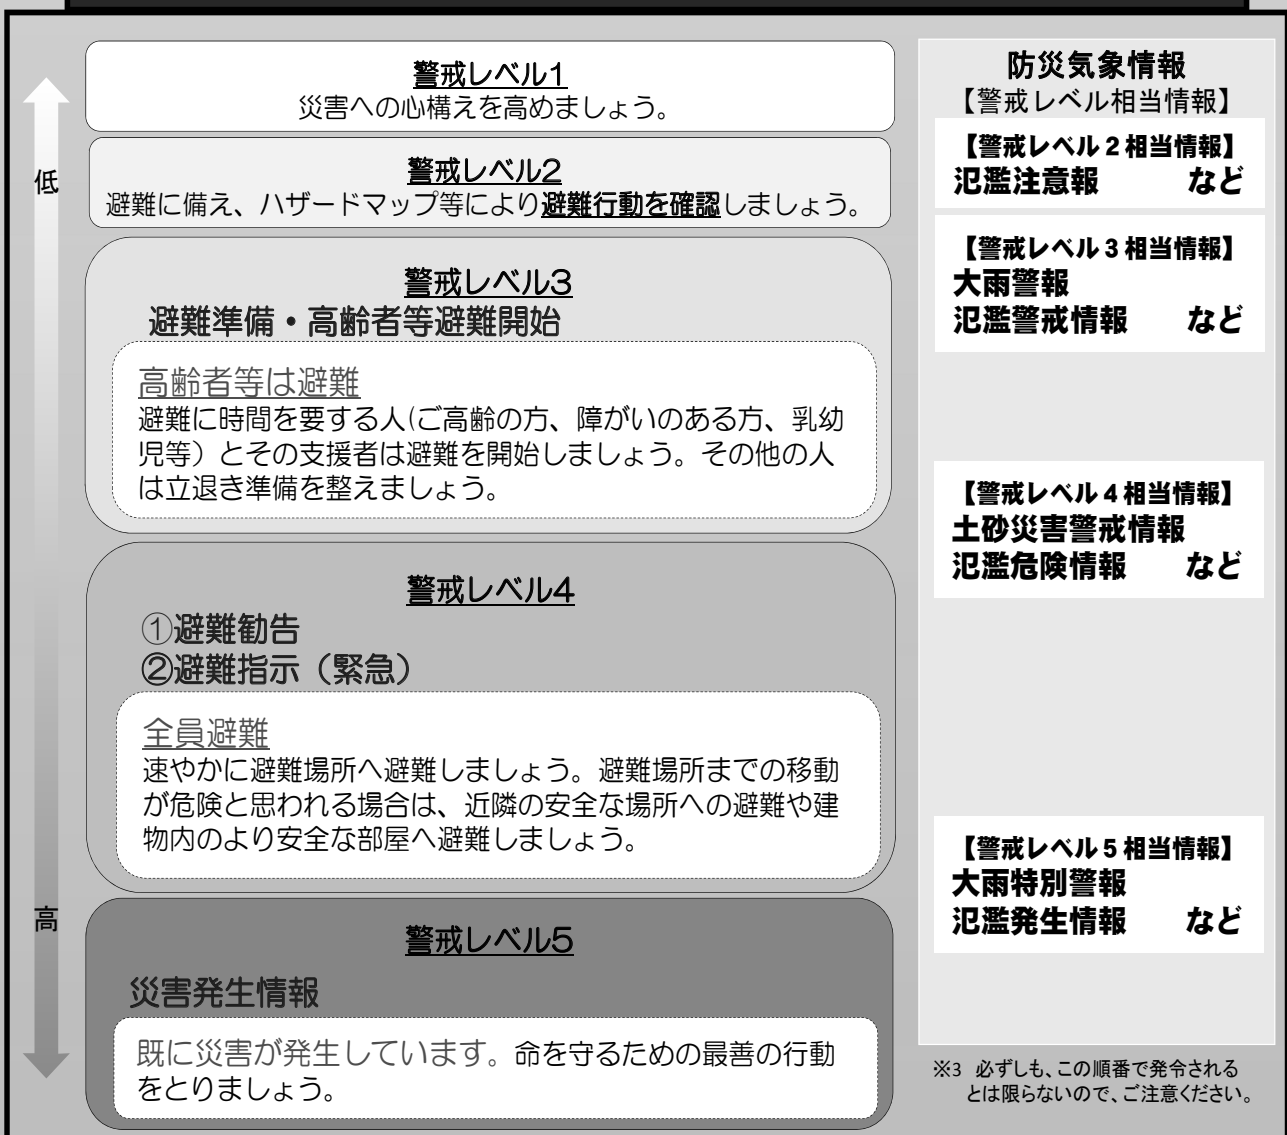 低
高
警戒レベル1
災害への心構えを高めましょう。
警戒レベル2
避難に備え、ハザードマップ等により避難行動を確認しましょう。
警戒レベル3
避難準備・高齢者等避難開始
高齢者等は避難
避難に時間を要する人(ご高齢の方、障がいのある方、乳幼
児等）とその支援者は避難を開始しましょう。その他の人
は立退き準備を整えましょう。
警戒レベル4
①避難勧告
②避難指示（緊急）
全員避難
速やかに避難場所へ避難しましょう。避難場所までの移動
が危険と思われる場合は、近隣の安全な場所への避難や建
物内のより安全な部屋へ避難しましょう。
警戒レベル5
災害発生情報
既に災害が発生しています。命を守るための最善の行動
をとりましょう。
防災気象情報
【警戒レベル相当情報】
【警戒レベル２相当情報】
氾濫注意報　　など
【警戒レベル３相当情報】
大雨警報
氾濫警戒情報　　など
【警戒レベル４相当情報】
土砂災害警戒情報
氾濫危険情報　　など
【警戒レベル５相当情報】
大雨特別警報
氾濫発生情報　　など
※3 必ずしも、この順番で発令される
とは限らないので、ご注意ください。